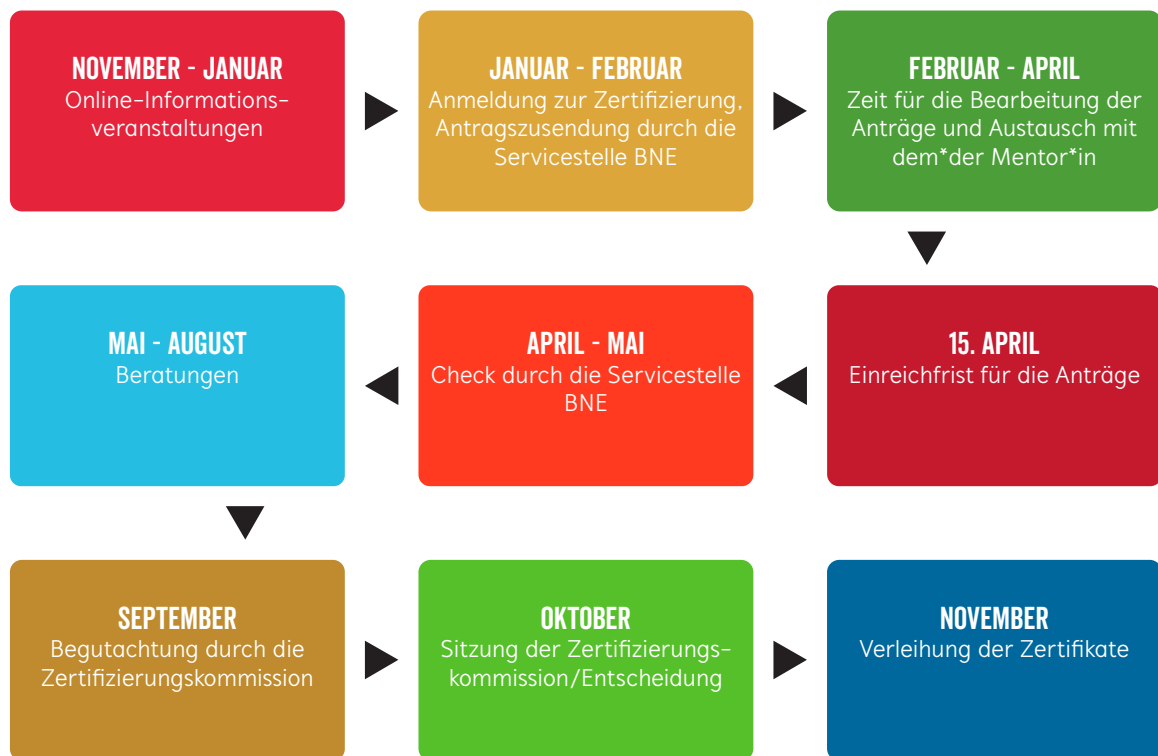 NOVEMBER - JANUAR
Online-Informations-
veranstaltungen
JANUAR - FEBRUAR
Anmeldung zur Zertifizierung,
Antragszusendung durch die
Servicestelle BNE
FEBRUAR - APRIL
Zeit für die Bearbeitung der
Anträge und Austausch mit
dem*der Mentor*in
15. APRIL
Einreichfrist für die Anträge
APRIL - MAI
Check durch die Servicestelle
BNE
MAI - AUGUST
Beratungen
SEPTEMBER
Begutachtung durch die
Zertifizierungskommission
OKTOBER
Sitzung der Zertifizierungs-
kommission/Entscheidung
NOVEMBER
Verleihung der Zertifikate